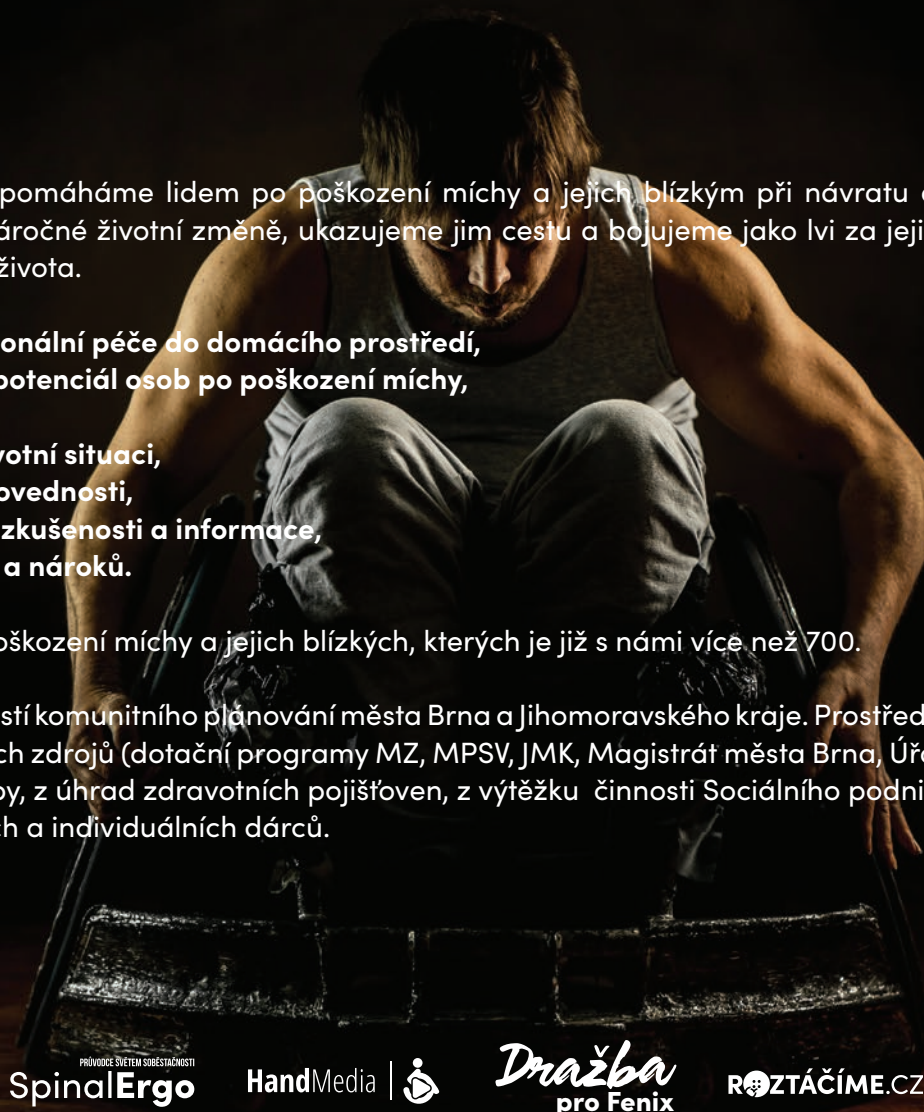 pomáháme lidem po poškození míchy a jejich blízkým při návratu
náročné životní změně, ukazujeme jim cestu a bojujeme jako lvi za jeji
života.
onální péče do domácího prostředí,
potenciál osob po poškození míchy,
votní situaci,
ovednosti,
zkušenosti a informace,
a nároků.
oškození míchy a jejich blízkých, kterých je již s námi více než 700.
stí komunitního plánování města Brna a Jihomoravského kraje. Prostřed
ch zdrojů (dotační programy MZ, MPSV, JMK, Magistrát města Brna, Úř
by, z úhrad zdravotních pojišťoven, z výtěžku činnosti Sociálního podni
ch a individuálních dárců.
PRŮVODCE SVĚTEM SOBĚSTAČNOSTI
SpinalErgo
HandMedia
Dražba
pro Fenix
ROZTÁČÍME.CZ